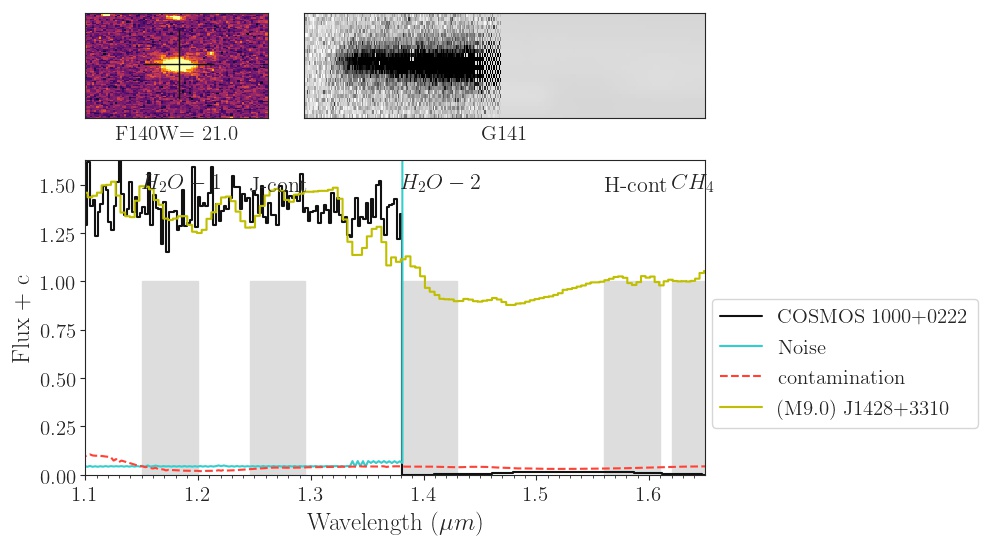 F140W= 21.0
G141
H₂O − 1
J-cont
H₂O − 2
H-cont
CH₄
1.50
1.25
1.00
0.75
0.50
0.25
0.00
Flux + c
1.1
1.2
1.3
1.4
1.5
1.6
Wavelength (μm)
COSMOS 1000+0222
Noise
contamination
(M9.0) J1428+3310